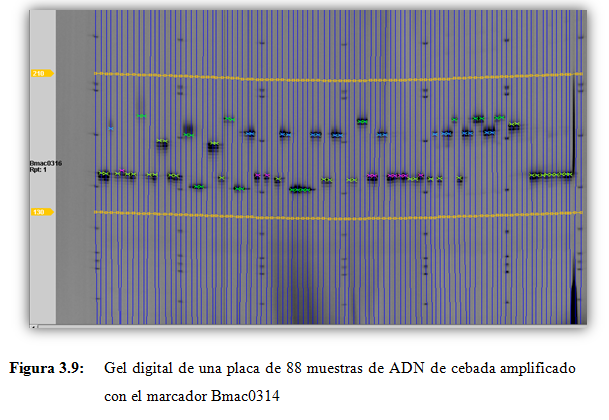 210
Bmac0316
Rpt: 1
130
Figura 3.9: Gel digital de una placa de 88 muestras de ADN de cebada amplificado
con el marcador Bmac0314